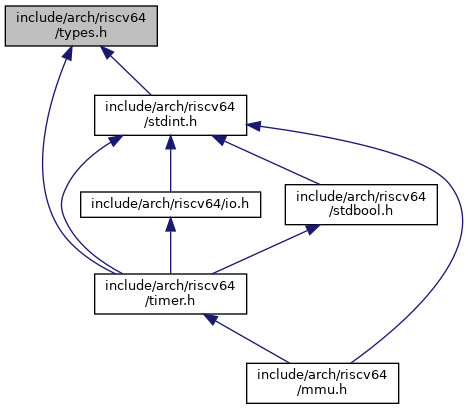 include/arch/riscv64
/types.h
include/arch/riscv64
/stdint.h
include/arch/riscv64/io.h
include/arch/riscv64
/stdbool.h
include/arch/riscv64
/timer.h
include/arch/riscv64
/mmu.h